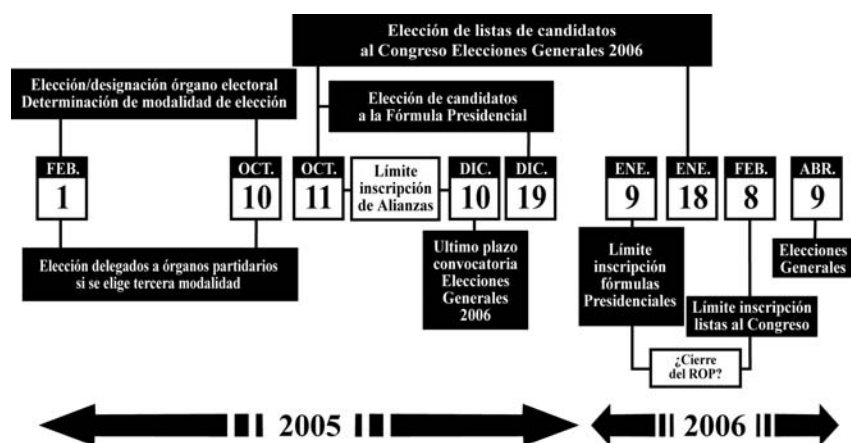 Elección de listas de candidatos
al Congreso Elecciones Generales 2006
Elección/designación órgano electoral
Determinación de modalidad de elección
Elección de candidatos
a la Fórmula Presidencial
FEB.
1
OCT.
10
OCT.
11
Límite
inscripción
de Alianzas
DIC.
10
DIC.
19
ENE.
9
ENE.
18
FEB.
8
ABR.
9
Elección delegados a órganos partidarios
si se elige tercera modalidad
Ultimo plazo
convocatoria
Elecciones
Generales
2006
Límite
inscripción
fórmulas
Presidenciales
Elecciones
Generales
Límite inscripción
listas al Congreso
¿Cierre
del ROP?
2005
2006